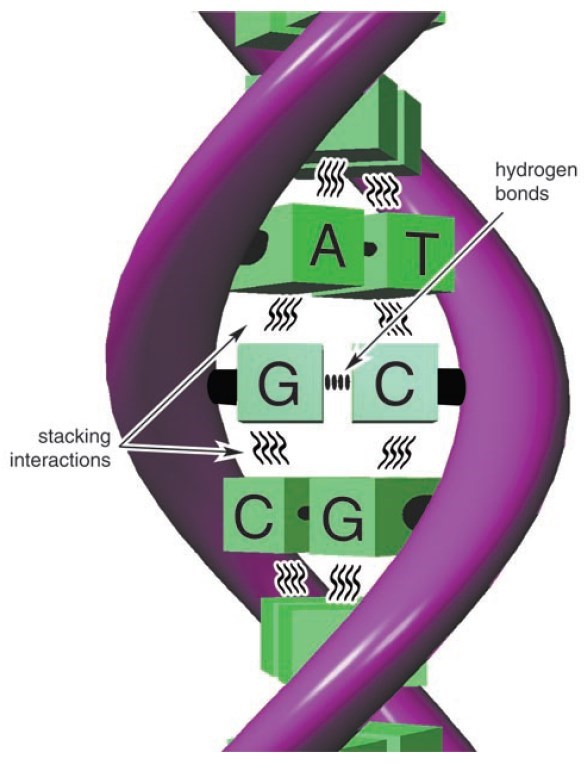 hydrogen
bonds
A T
G C
stacking
interactions
C G